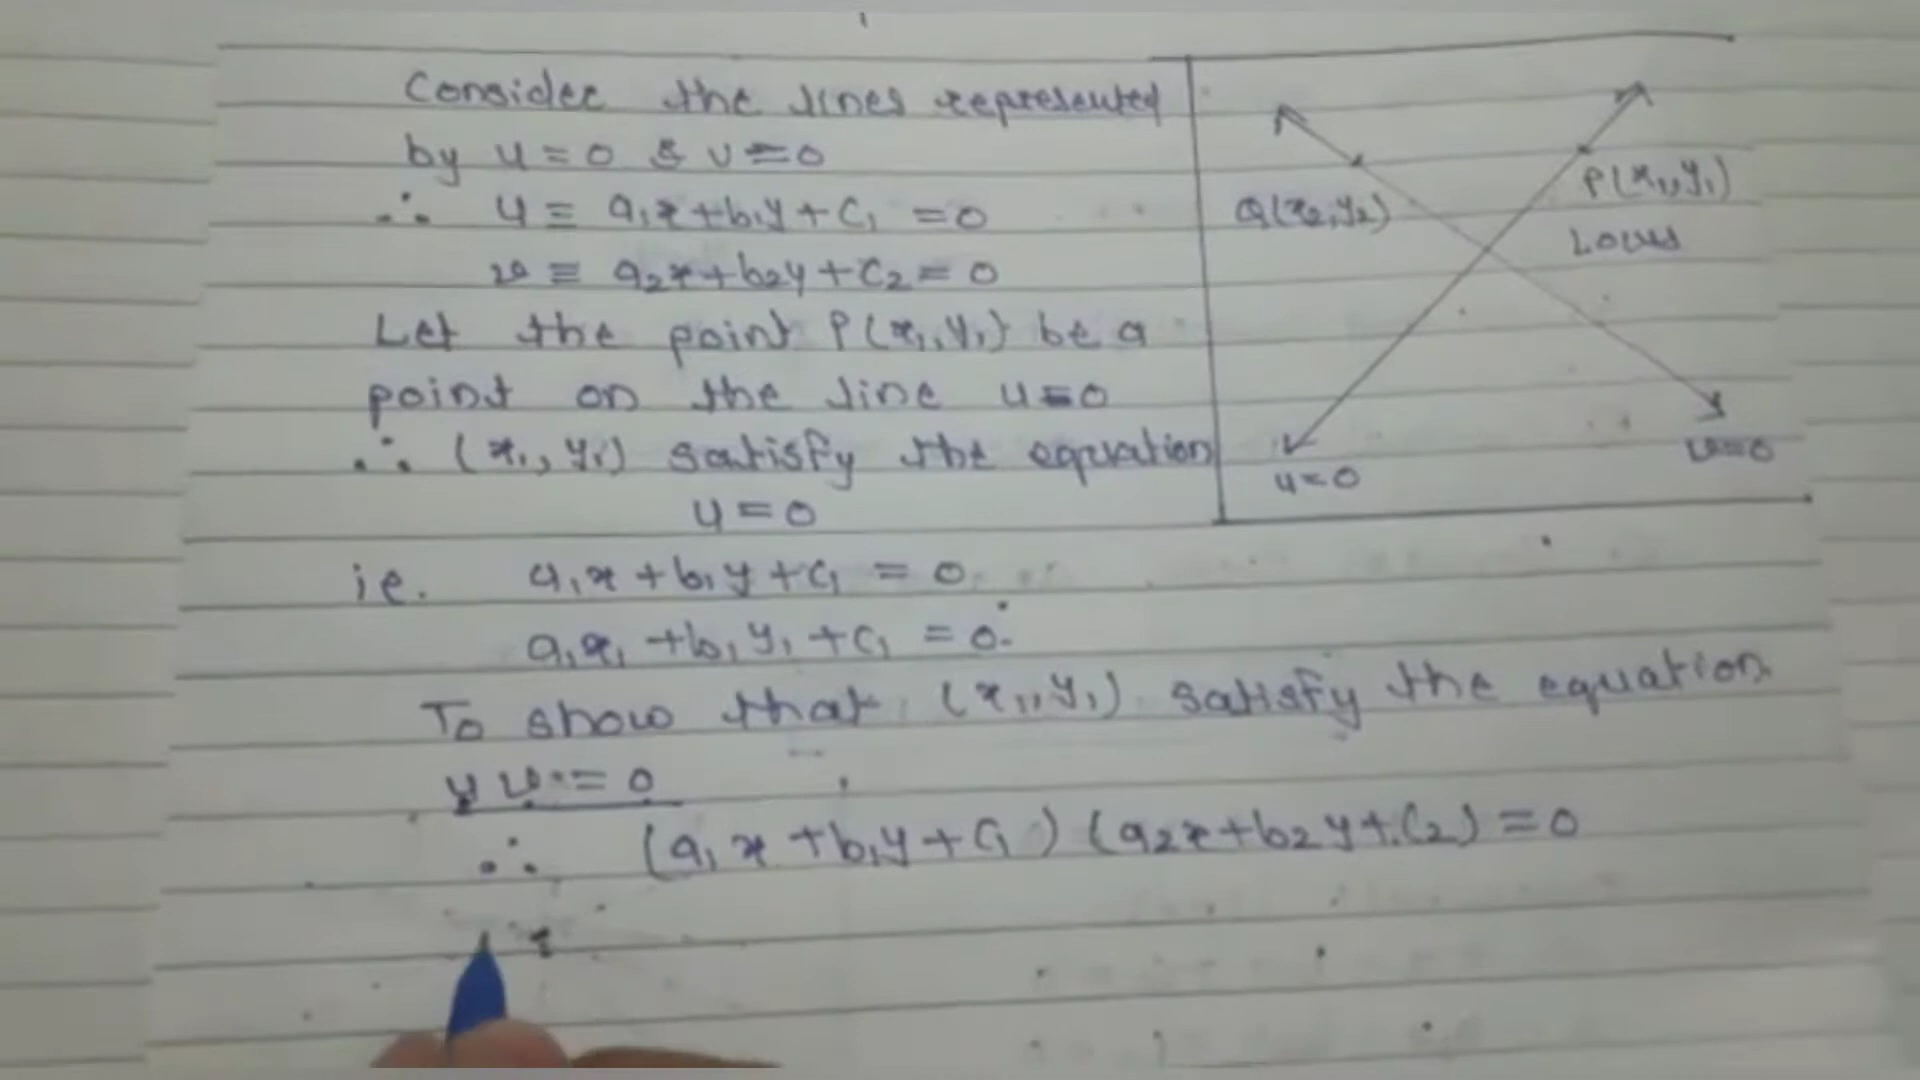 Consider the lines represented
by u = 0 & v = 0
∴ u ≡ a₁x + b₁y + c₁ = 0
v ≡ a₂x + b₂y + c₂ = 0
Let the point P(x₁, y₁) be a
point on the line u = 0
∴ (x₁, y₁) satisfy the equation
u = 0
ie. a₁x + b₁y + c₁ = 0
a₁x₁ + b₁y₁ + c₁ = 0.
To show that (x₁, y₁) satisfy the equation
u v = 0
∴ (a₁x + b₁y + c₁) (a₂x + b₂y + c₂) = 0
P(x₁, y₁)
Q(x₂, y₂)
Locus
u = 0
v = 0